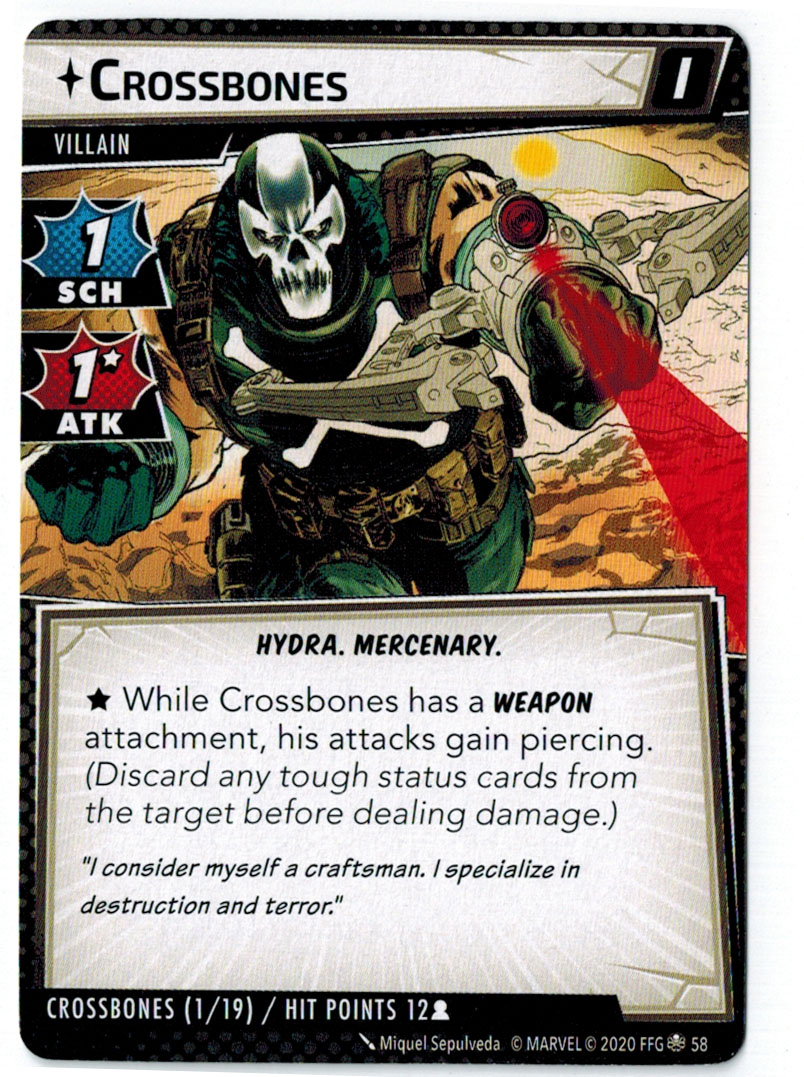 CROSSBONES
I
VILLAIN
1
SCH
1★
ATK
HYDRA. MERCENARY.
★ While Crossbones has a WEAPON
attachment, his attacks gain piercing.
(Discard any tough status cards from
the target before dealing damage.)
"I consider myself a craftsman. I specialize in
destruction and terror."
CROSSBONES (1/19) / HIT POINTS 12
Miquel Sepulveda © MARVEL © 2020 FFG 58